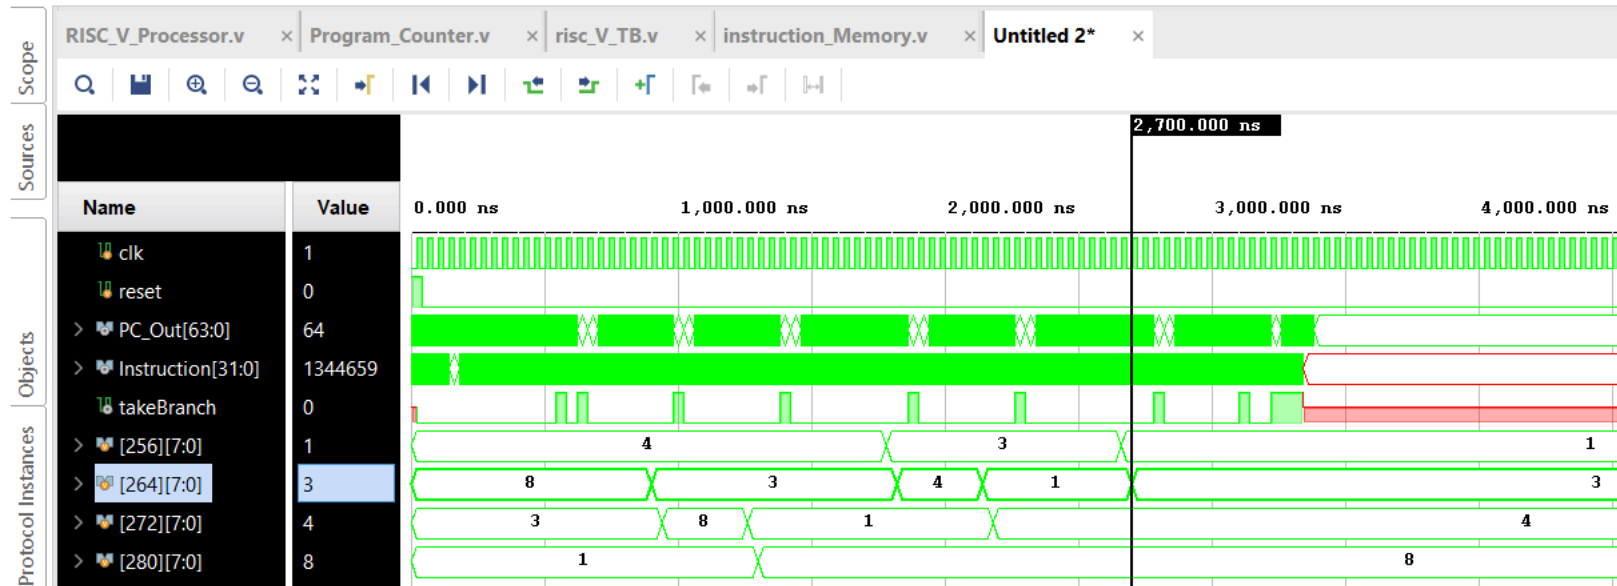 RISC_V_Processor.v × Program_Counter.v × risc_V_TB.v × instruction_Memory.v × Untitled 2* ×
Scope
Sources
Objects
Protocol Instances
2,700.000 ns
Name Value 0.000 ns 1,000.000 ns 2,000.000 ns 3,000.000 ns 4,000.000 ns
clk 1
reset 0
PC_Out[63:0] 64
Instruction[31:0] 1344659
takeBranch 0
[256][7:0] 1 4 3 1
[264][7:0] 3 8 3 4 1 3
[272][7:0] 4 3 8 1 4
[280][7:0] 8 1 8